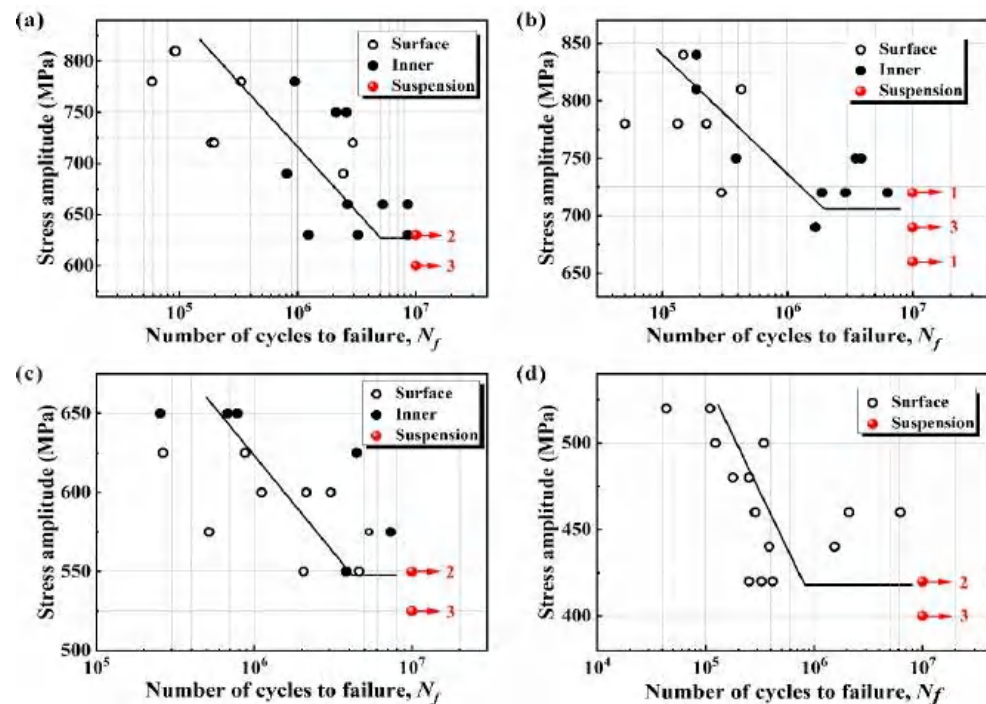 (a)
Surface
Inner
Suspension
800
750
700
650
600
2
3
10^5
10^6
10^7
Stress amplitude (MPa)
Number of cycles to failure, N_f
(b)
Surface
Inner
Suspension
850
800
750
700
650
1
3
1
10^5
10^6
10^7
Stress amplitude (MPa)
Number of cycles to failure, N_f
(c)
Surface
Inner
Suspension
650
600
550
500
2
3
10^5
10^6
10^7
Stress amplitude (MPa)
Number of cycles to failure, N_f
(d)
Surface
Suspension
500
450
400
2
3
10^4
10^5
10^6
10^7
Stress amplitude (MPa)
Number of cycles to failure, N_f